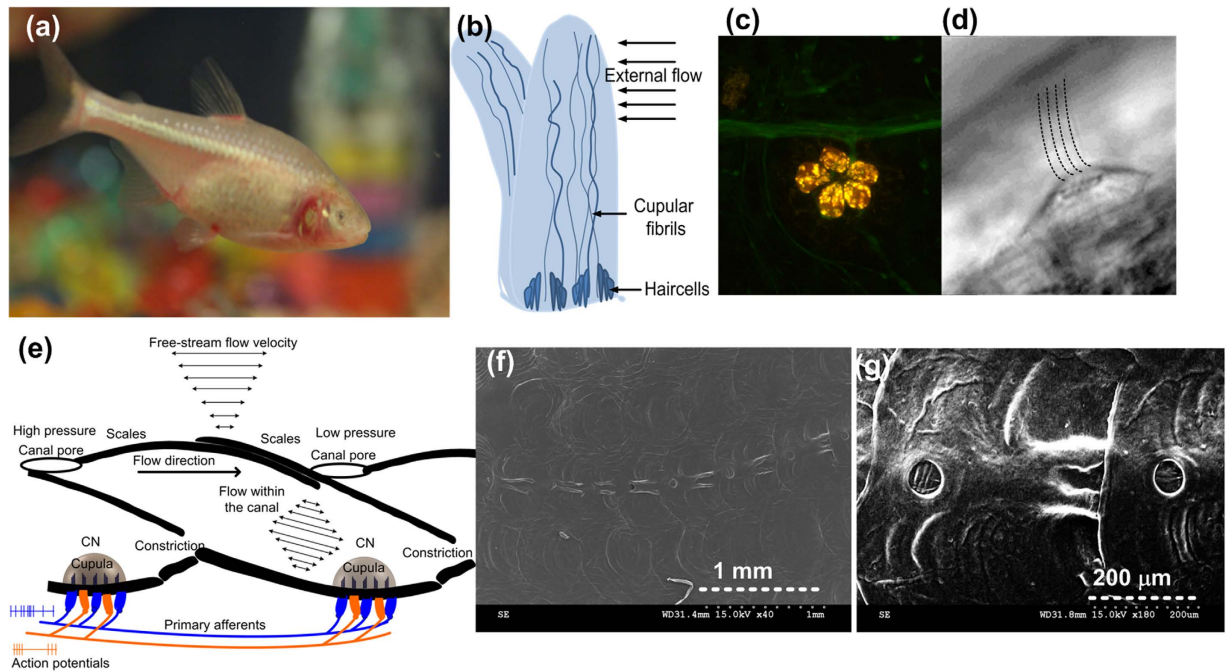 (a)
(b)
External flow
Cupular
fibrils
Haircells
(c)
(d)
(e)
Free-stream flow velocity
High pressure
Canal pore
Scales
Scales
Low pressure
Canal pore
Flow direction
Flow within
the canal
CN
Cupula
Constriction
CN
Cupula
Constriction
Primary afferents
Action potentials
(f)
1 mm
SE
WD31.4mm 15.0kV x40 1mm
(g)
200 μm
SE
WD31.8mm 15.0kV x180 200um